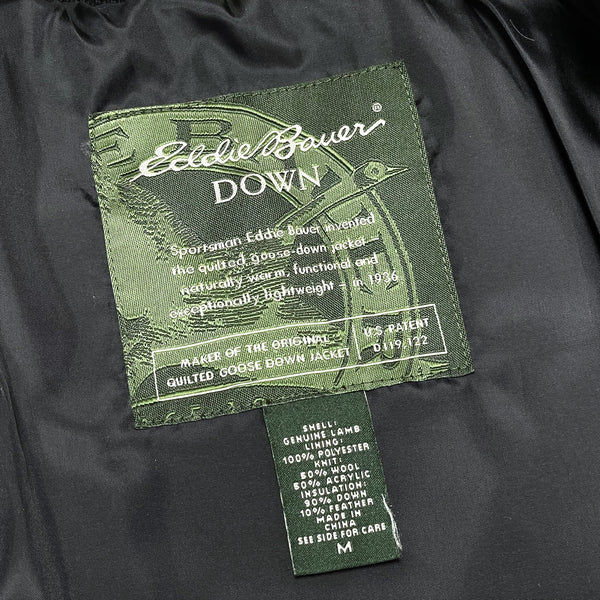 Eddie Bauer®
DOWN
Sportsman Eddie Bauer invented
the quilted goose-down jacket
naturally warm, functional and
exceptionally lightweight – in 1936
MAKER OF THE ORIGINAL
QUILTED GOOSE DOWN JACKET
U.S. PATENT
D119,122
SHELL:
GENUINE LAMB
LINING:
100% POLYESTER
KNIT:
50% WOOL
50% ACRYLIC
INSULATION:
90% DOWN
10% FEATHER
MADE IN
CHINA
SEE SIDE FOR CARE
M